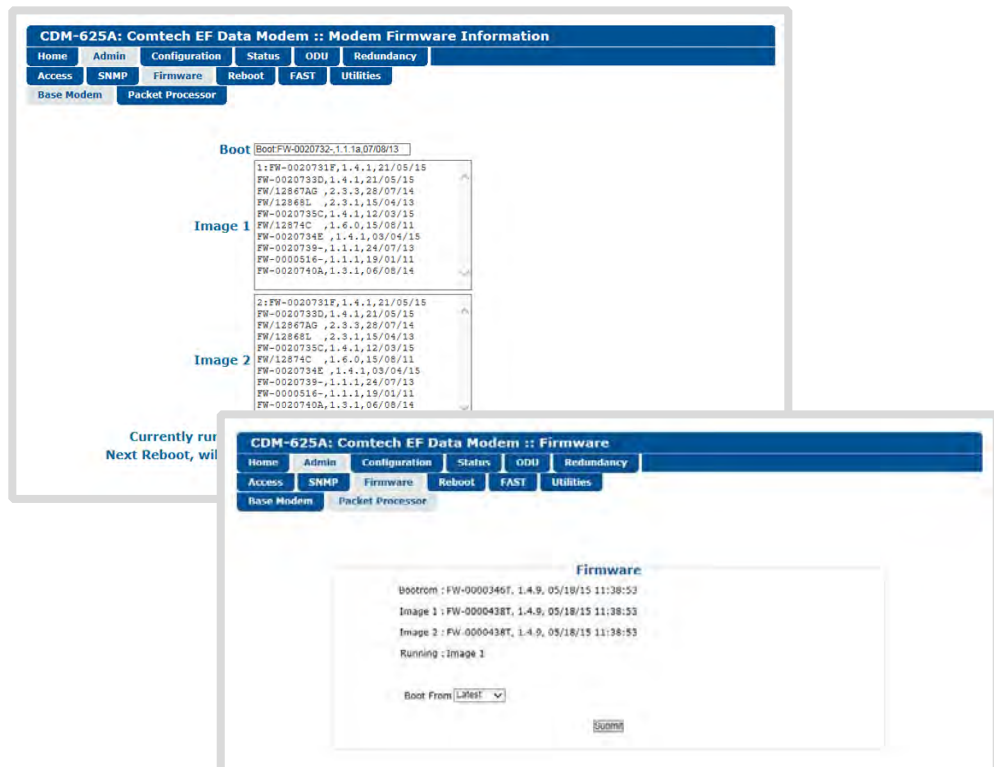 CDM-625A: Comtech EF Data Modem :: Modem Firmware Information
Home Admin Configuration Status ODU Redundancy
Access SNMP Firmware Reboot FAST Utilities
Base Modem Packet Processor
Boot Boot:FW-0020732-,1.1.1a,07/08/13
Image 1
1:FW-0020731F,1.4.1,21/05/15
FW-0020733D,1.4.1,21/05/15
FW/12867AG ,2.3.3,28/07/14
FW/12868L ,2.3.1,15/04/13
FW-0020735C,1.4.1,12/03/15
FW/12874C ,1.6.0,15/08/11
FW-0020734E ,1.4.1,03/04/15
FW-0020739-,1.1.1,24/07/13
FW-0000516-,1.1.1,19/01/11
FW-0020740A,1.3.1,06/08/14
Image 2
2:FW-0020731F,1.4.1,21/05/15
FW-0020733D,1.4.1,21/05/15
FW/12867AG ,2.3.3,28/07/14
FW/12868L ,2.3.1,15/04/13
FW-0020735C,1.4.1,12/03/15
FW/12874C ,1.6.0,15/08/11
FW-0020734E ,1.4.1,03/04/15
FW-0020739-,1.1.1,24/07/13
FW-0000516-,1.1.1,19/01/11
FW-0020740A,1.3.1,06/08/14
Currently
Next Reboot,
CDM-625A: Comtech EF Data Modem :: Firmware
Home Admin Configuration Status ODU Redundancy
Access SNMP Firmware Reboot FAST Utilities
Base Modem Packet Processor
Firmware
Bootrom : FW-0000346T, 1.4.9, 05/18/15 11:38:53
Image 1 : FW-0000438T, 1.4.9, 05/18/15 11:38:53
Image 2 : FW-0000438T, 1.4.9, 05/18/15 11:38:53
Running : Image 1
Boot From Latest
Submit